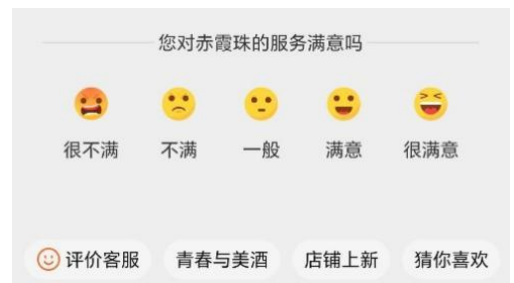 您对赤霞珠的服务满意吗
很不满 不满 一般 满意 很满意
评价客服 青春与美酒 店铺上新 猜你喜欢